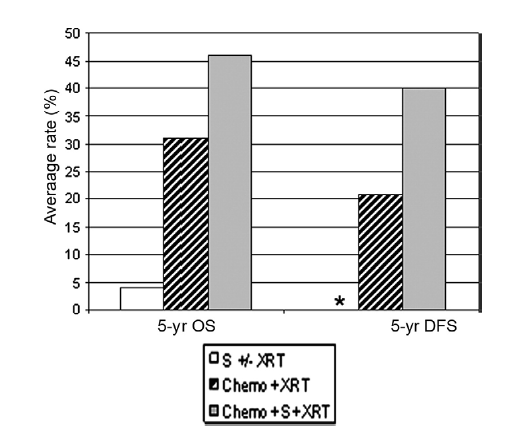 50
45
40
35
30
25
20
15
10
5
0
Averaage rate (%)
*
5-yr OS
5-yr DFS
S +/- XRT
Chemo +XRT
Chemo +S+XRT